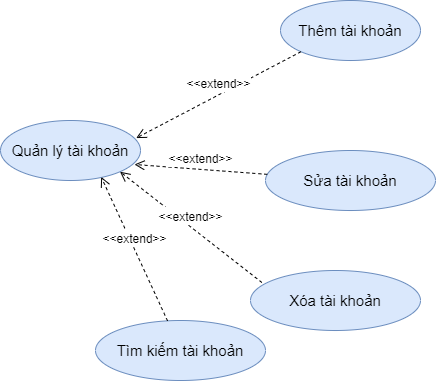 Thêm tài khoản
<<extend>>
Quản lý tài khoản
<<extend>>
Sửa tài khoản
<<extend>>
<<extend>>
Xóa tài khoản
Tìm kiếm tài khoản